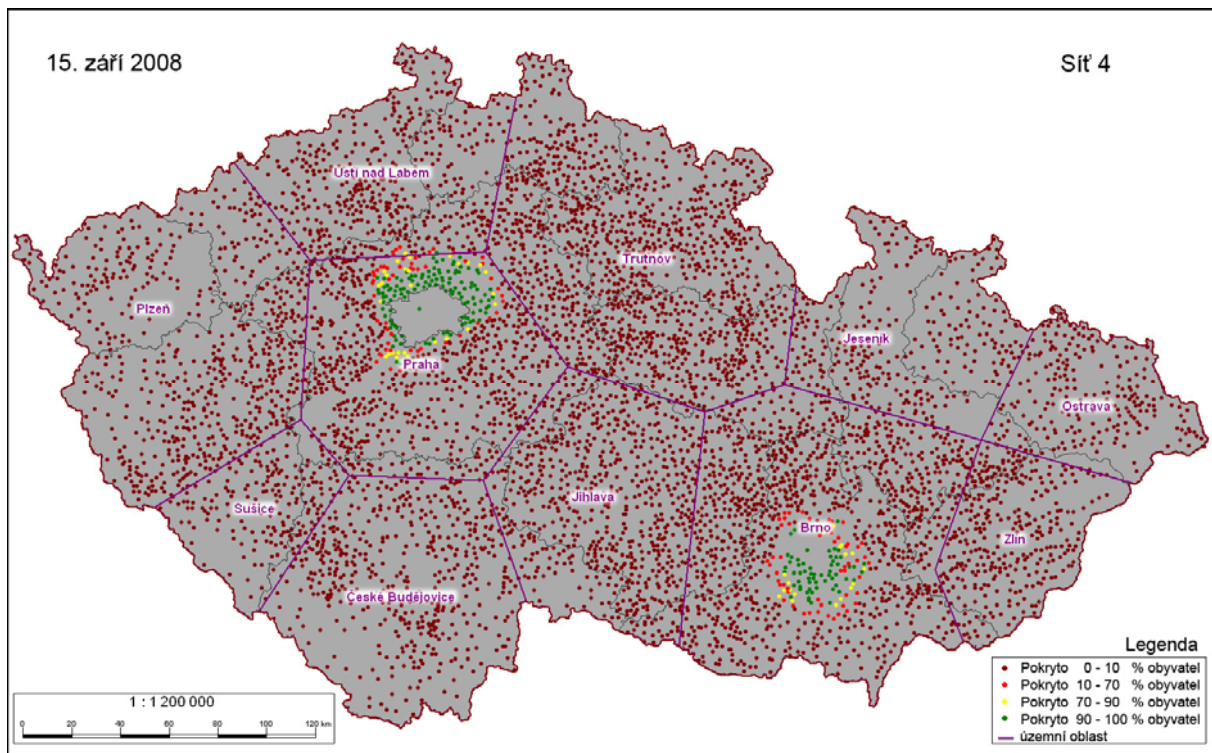 15. září 2008
Síť 4
Ústí nad Labem
Trutnov
Plzeň
Jeseník
Praha
Ostrava
Sušice
Jihlava
Brno
Zlín
České Budějovice
Legenda
Pokryto 0 - 10 % obyvatel
Pokryto 10 - 70 % obyvatel
Pokryto 70 - 90 % obyvatel
Pokryto 90 - 100 % obyvatel
územní oblast
1 : 1 200 000
0 20 40 60 80 100 120 km